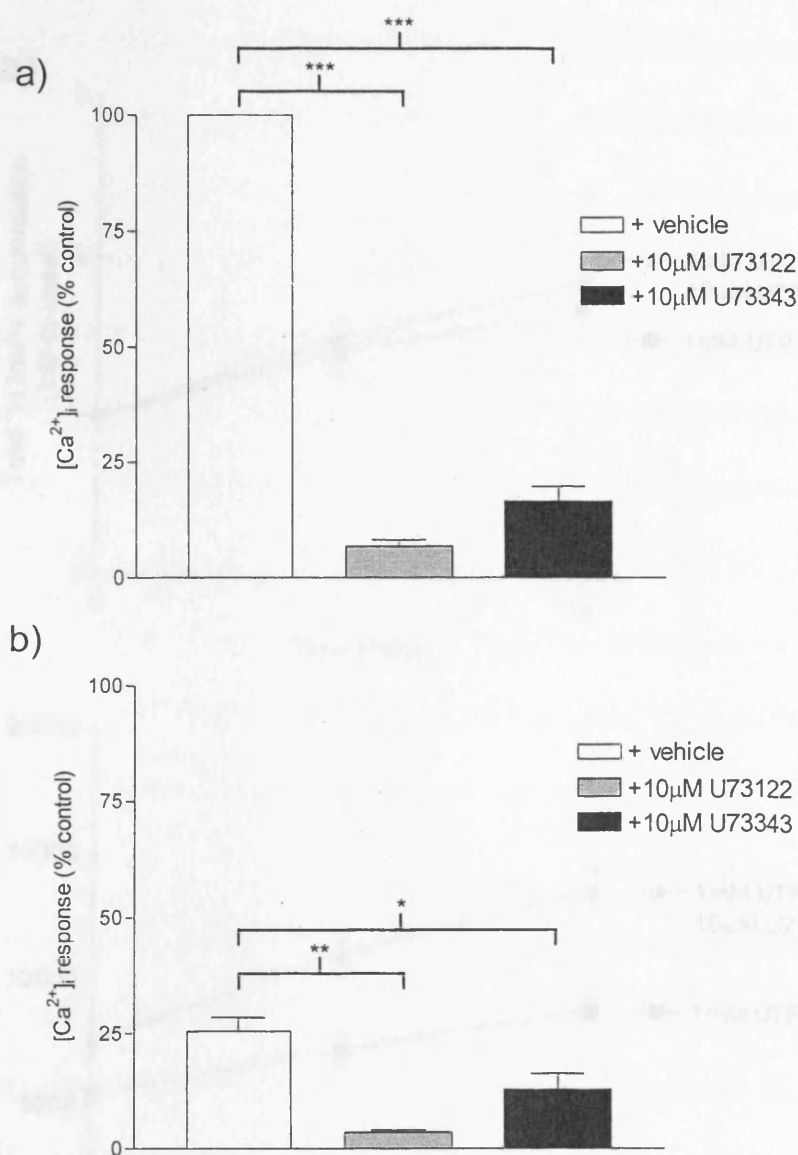 ***
a)
***
100
75
50
25
0
[Ca²⁺]ᵢ response (% control)
+ vehicle
+10µM U73122
+10µM U73343
b)
100
75
50
25
0
[Ca²⁺]ᵢ response (% control)
+ vehicle
+10µM U73122
+10µM U73343
*
**